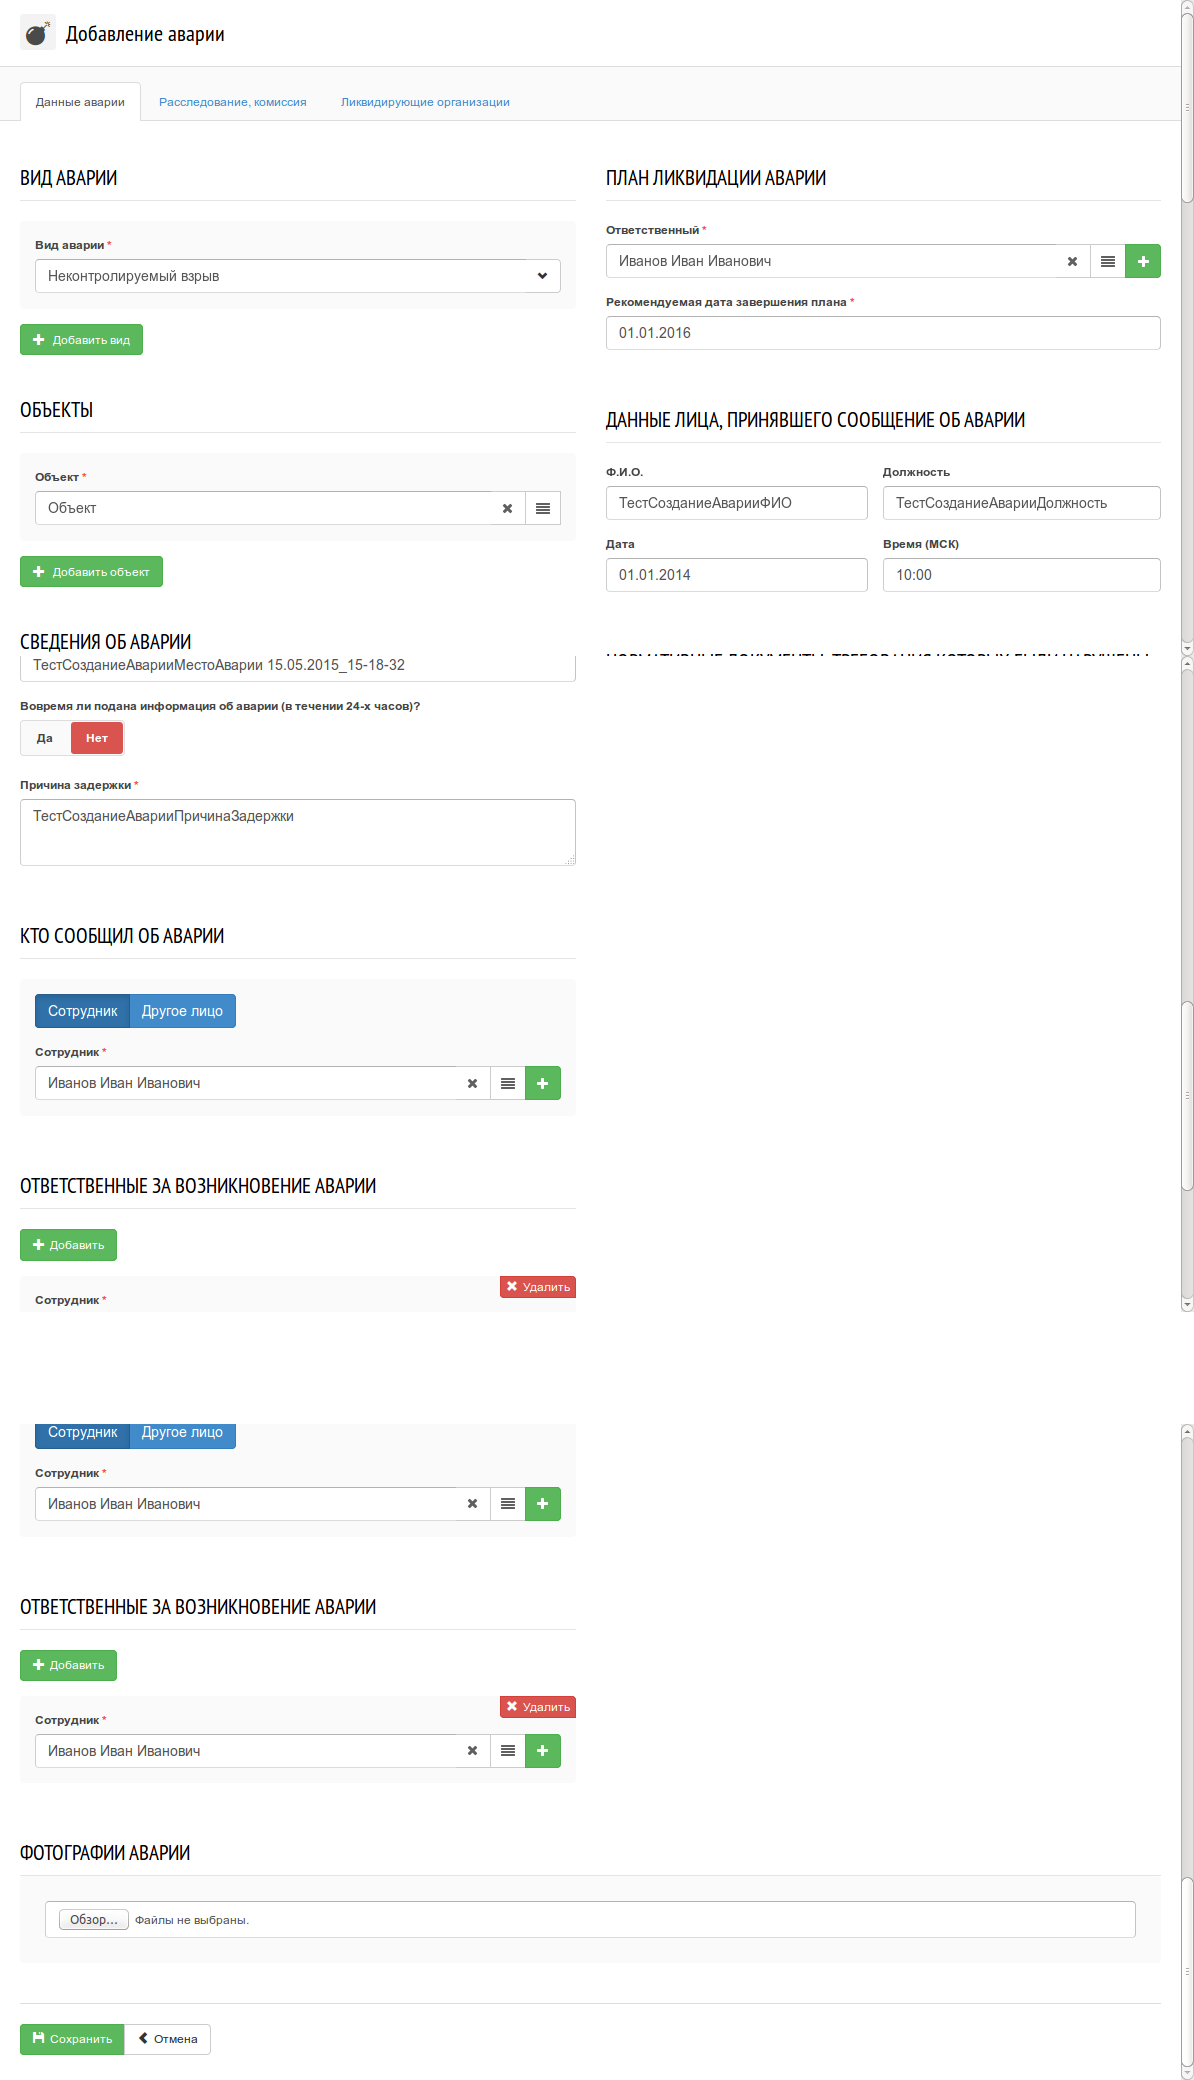 Добавление аварии
Данные аварии
Расследование, комиссия
Ликвидирующие организации
ВИД АВАРИИ
Вид аварии *
Неконтролируемый взрыв
Добавить вид
ОБЪЕКТЫ
Объект *
Объект
Добавить объект
СВЕДЕНИЯ ОБ АВАРИИ
ПЛАН ЛИКВИДАЦИИ АВАРИИ
Ответственный *
Иванов Иван Иванович
Рекомендуемая дата завершения плана *
01.01.2016
ДАННЫЕ ЛИЦА, ПРИНЯВШЕГО СООБЩЕНИЕ ОБ АВАРИИ
Ф.И.О.
Должность
ТестСозданиеАварииФИО
ТестСозданиеАварииДолжность
Дата
Время (МСК)
01.01.2014
10:00
НОРМАТИВНЫЕ ДОКУМЕНТЫ, ТРЕБОВАНИЯ КОТОРЫХ БЫЛИ НАРУШЕНЫ
ТестСозданиеАварииМестоАварии 15.05.2015_15-18-32
Вовремя ли подана информация об аварии (в течении 24-х часов)?
Да
Нет
Причина задержки *
ТестСозданиеАварииПричинаЗадержки
КТО СООБЩИЛ ОБ АВАРИИ
Сотрудник
Другое лицо
Сотрудник *
Иванов Иван Иванович
ОТВЕТСТВЕННЫЕ ЗА ВОЗНИКНОВЕНИЕ АВАРИИ
Добавить
Удалить
Сотрудник *
Сотрудник
Другое лицо
Сотрудник *
Иванов Иван Иванович
ОТВЕТСТВЕННЫЕ ЗА ВОЗНИКНОВЕНИЕ АВАРИИ
Добавить
Удалить
Сотрудник *
Иванов Иван Иванович
ФОТОГРАФИИ АВАРИИ
Обзор...
Файлы не выбраны.
Сохранить
Отмена